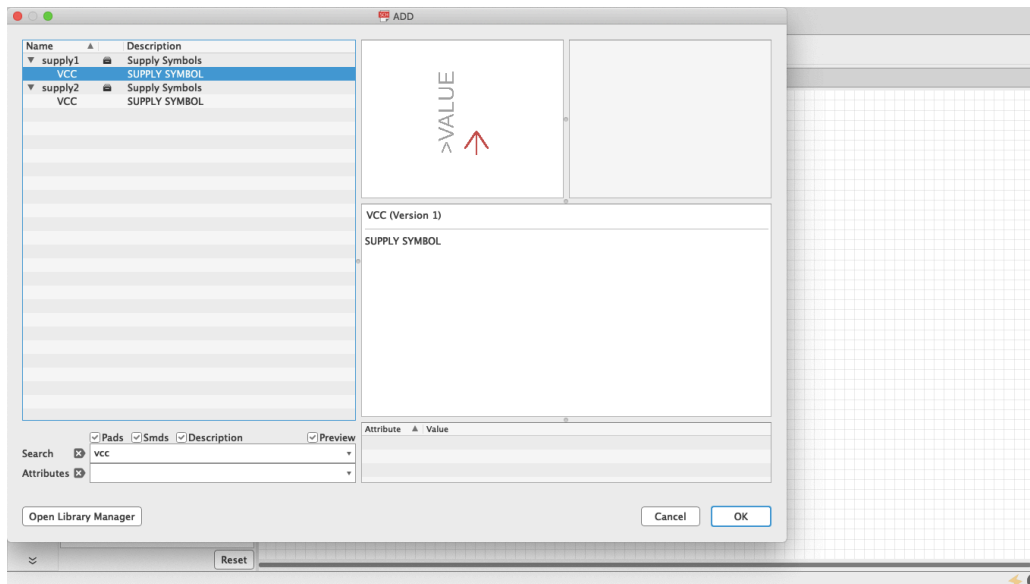 ADD
Name Description
supply1 Supply Symbols
VCC SUPPLY SYMBOL
supply2 Supply Symbols
VCC SUPPLY SYMBOL
>VALUE
VCC (Version 1)
SUPPLY SYMBOL
Pads Smds Description Preview
Search vcc
Attributes
Attribute Value
Open Library Manager
Cancel OK
Reset